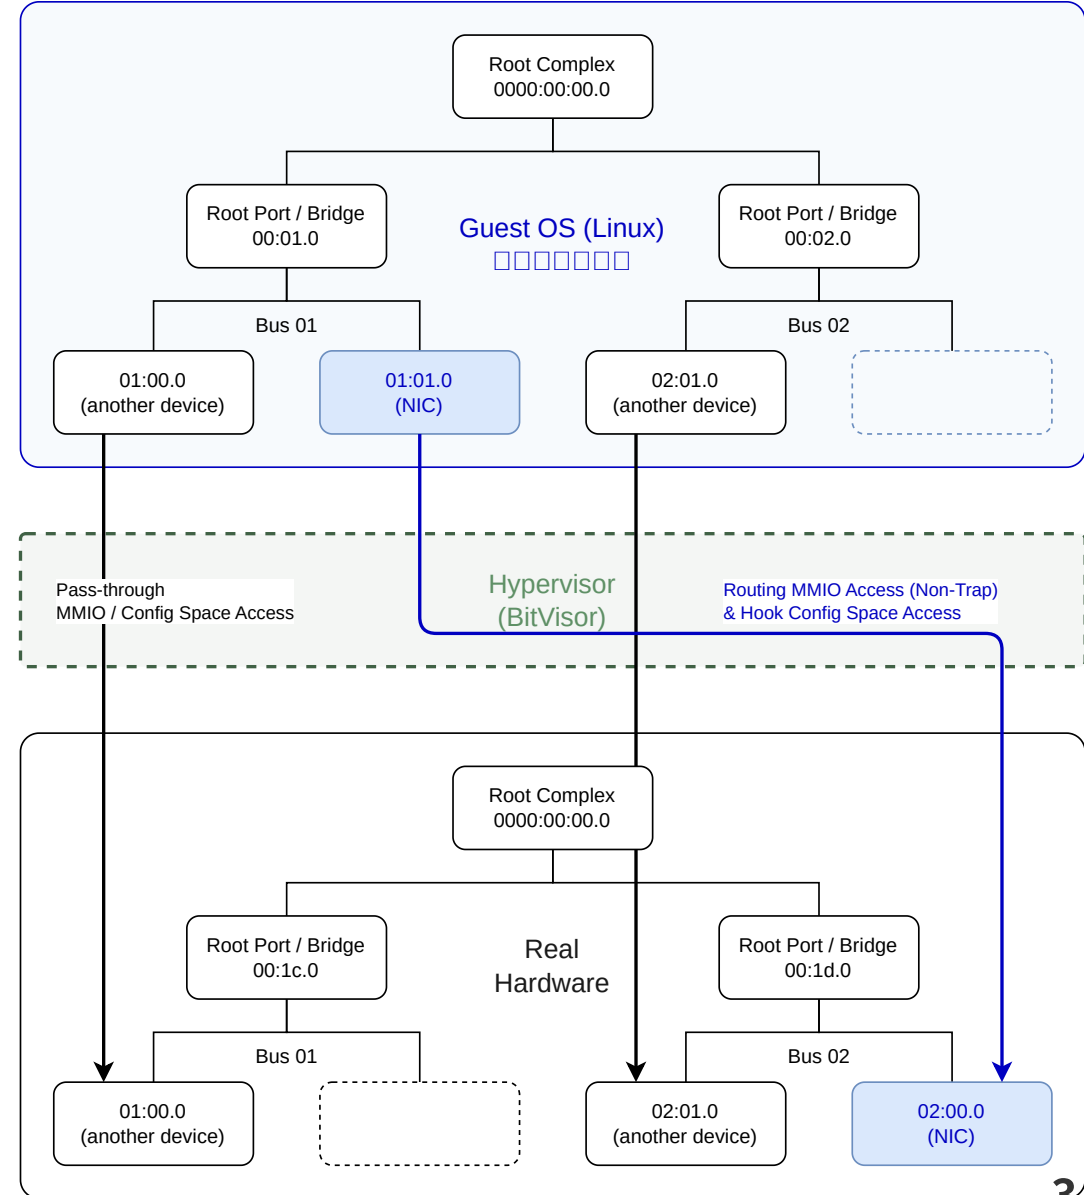 Root Complex
0000:00:00.0
Root Port / Bridge
00:01.0
Guest OS (Linux)
Root Port / Bridge
00:02.0
Bus 01
Bus 02
01:00.0
(another device)
01:01.0
(NIC)
02:01.0
(another device)
Pass-through
MMIO / Config Space Access
Hypervisor
(BitVisor)
Routing MMIO Access (Non-Trap)
& Hook Config Space Access
Root Complex
0000:00:00.0
Root Port / Bridge
00:1c.0
Real
Hardware
Root Port / Bridge
00:1d.0
Bus 01
Bus 02
01:00.0
(another device)
02:01.0
(another device)
02:00.0
(NIC)